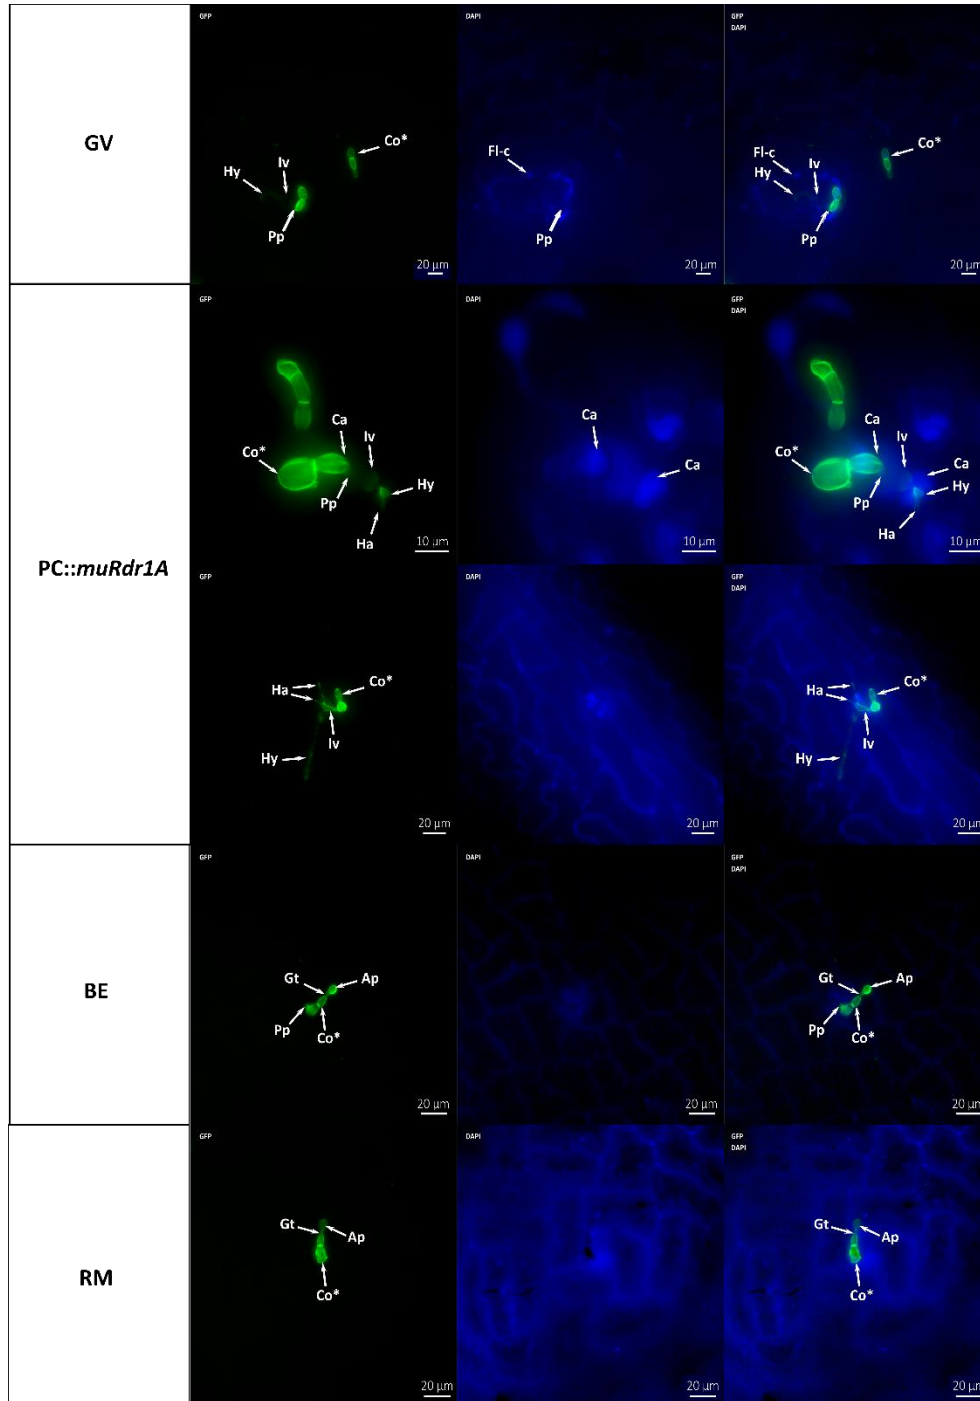 GV
GFP
Co*
Iv
Hy
Pp
20 µm
DAPI
Fl-c
Pp
20 µm
GFP
DAPI
Co*
Fl-c
Iv
Hy
Pp
20 µm
PC::muRdr1A
GFP
Ca
Iv
Co*
Hy
Pp
Ha
10 µm
DAPI
Ca
Ca
10 µm
GFP
DAPI
Ca
Iv
Co*
Ca
Hy
Pp
Ha
10 µm
GFP
Ha
Co*
Iv
Hy
20 µm
DAPI
20 µm
GFP
DAPI
Ha
Co*
Iv
Hy
20 µm
BE
GFP
Gt
Ap
Pp
Co*
20 µm
DAPI
20 µm
GFP
DAPI
Gt
Ap
Pp
Co*
20 µm
RM
GFP
Gt
Ap
Co*
20 µm
DAPI
20 µm
GFP
DAPI
Gt
Ap
Co*
20 µm